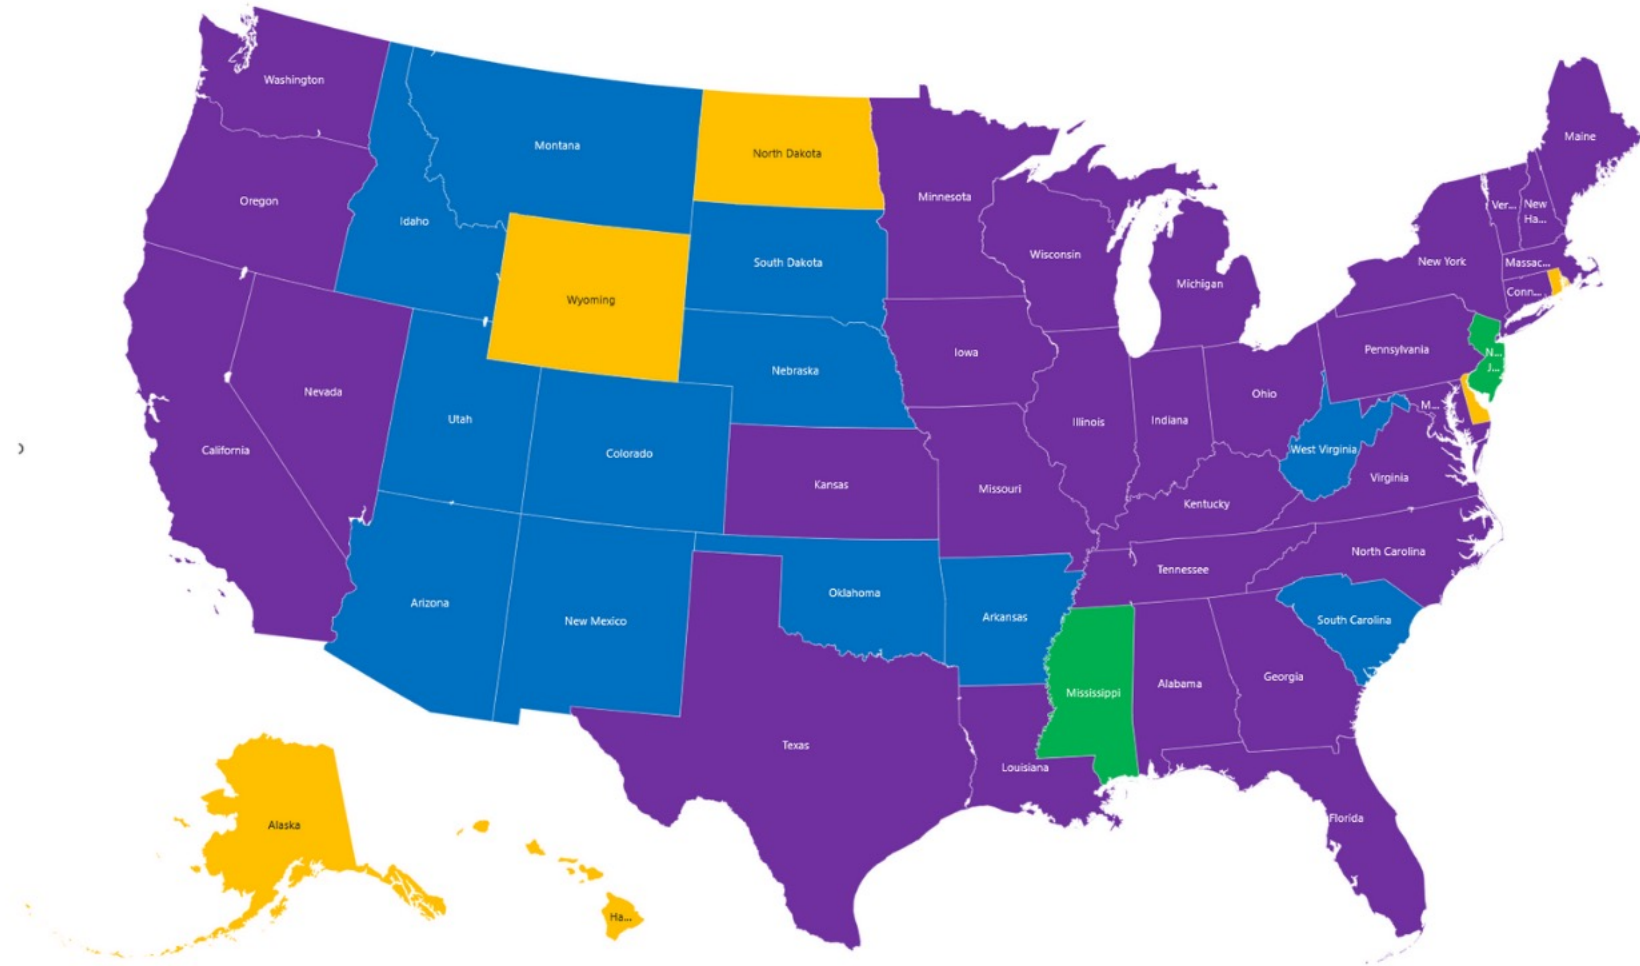 Washington
Montana
North Dakota
Minnesota
Maine
Oregon
Idaho
Ver...
New
Ha...
Wisconsin
South Dakota
New York
Massac...
Michigan
Conn...
Wyoming
Iowa
Pennsylvania
N...
J...
Nebraska
Nevada
Ohio
M...
Utah
Illinois
Indiana
California
Colorado
West Virginia
Virginia
Kansas
Missouri
Kentucky
North Carolina
Tennessee
Arizona
Oklahoma
New Mexico
Arkansas
South Carolina
Mississippi
Alabama
Georgia
Texas
Louisiana
Florida
Alaska
Ha...